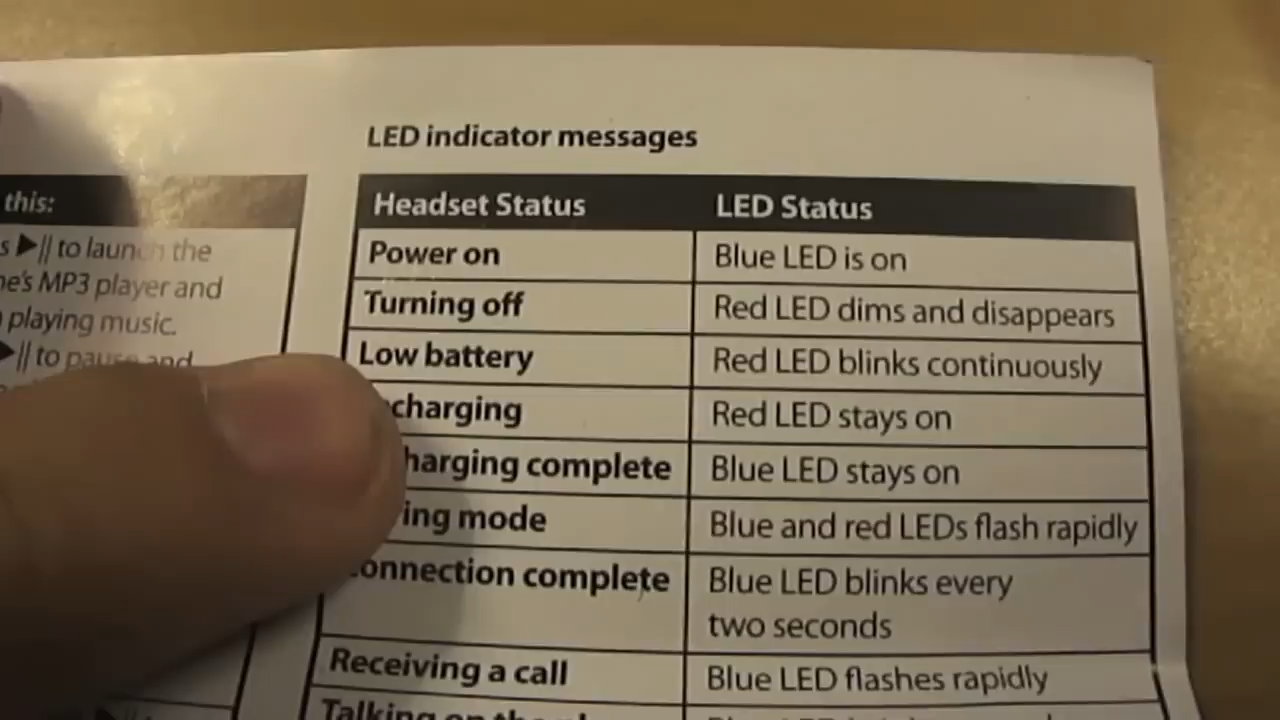 this:
▶|| to launch the
MP3 player and
playing music.
▶|| to pause and
LED indicator messages
Headset Status LED Status
Power on Blue LED is on
Turning off Red LED dims and disappears
Low battery Red LED blinks continuously
charging Red LED stays on
harging complete Blue LED stays on
ing mode Blue and red LEDs flash rapidly
onnection complete Blue LED blinks every
two seconds
Receiving a call Blue LED flashes rapidly
Talking on the